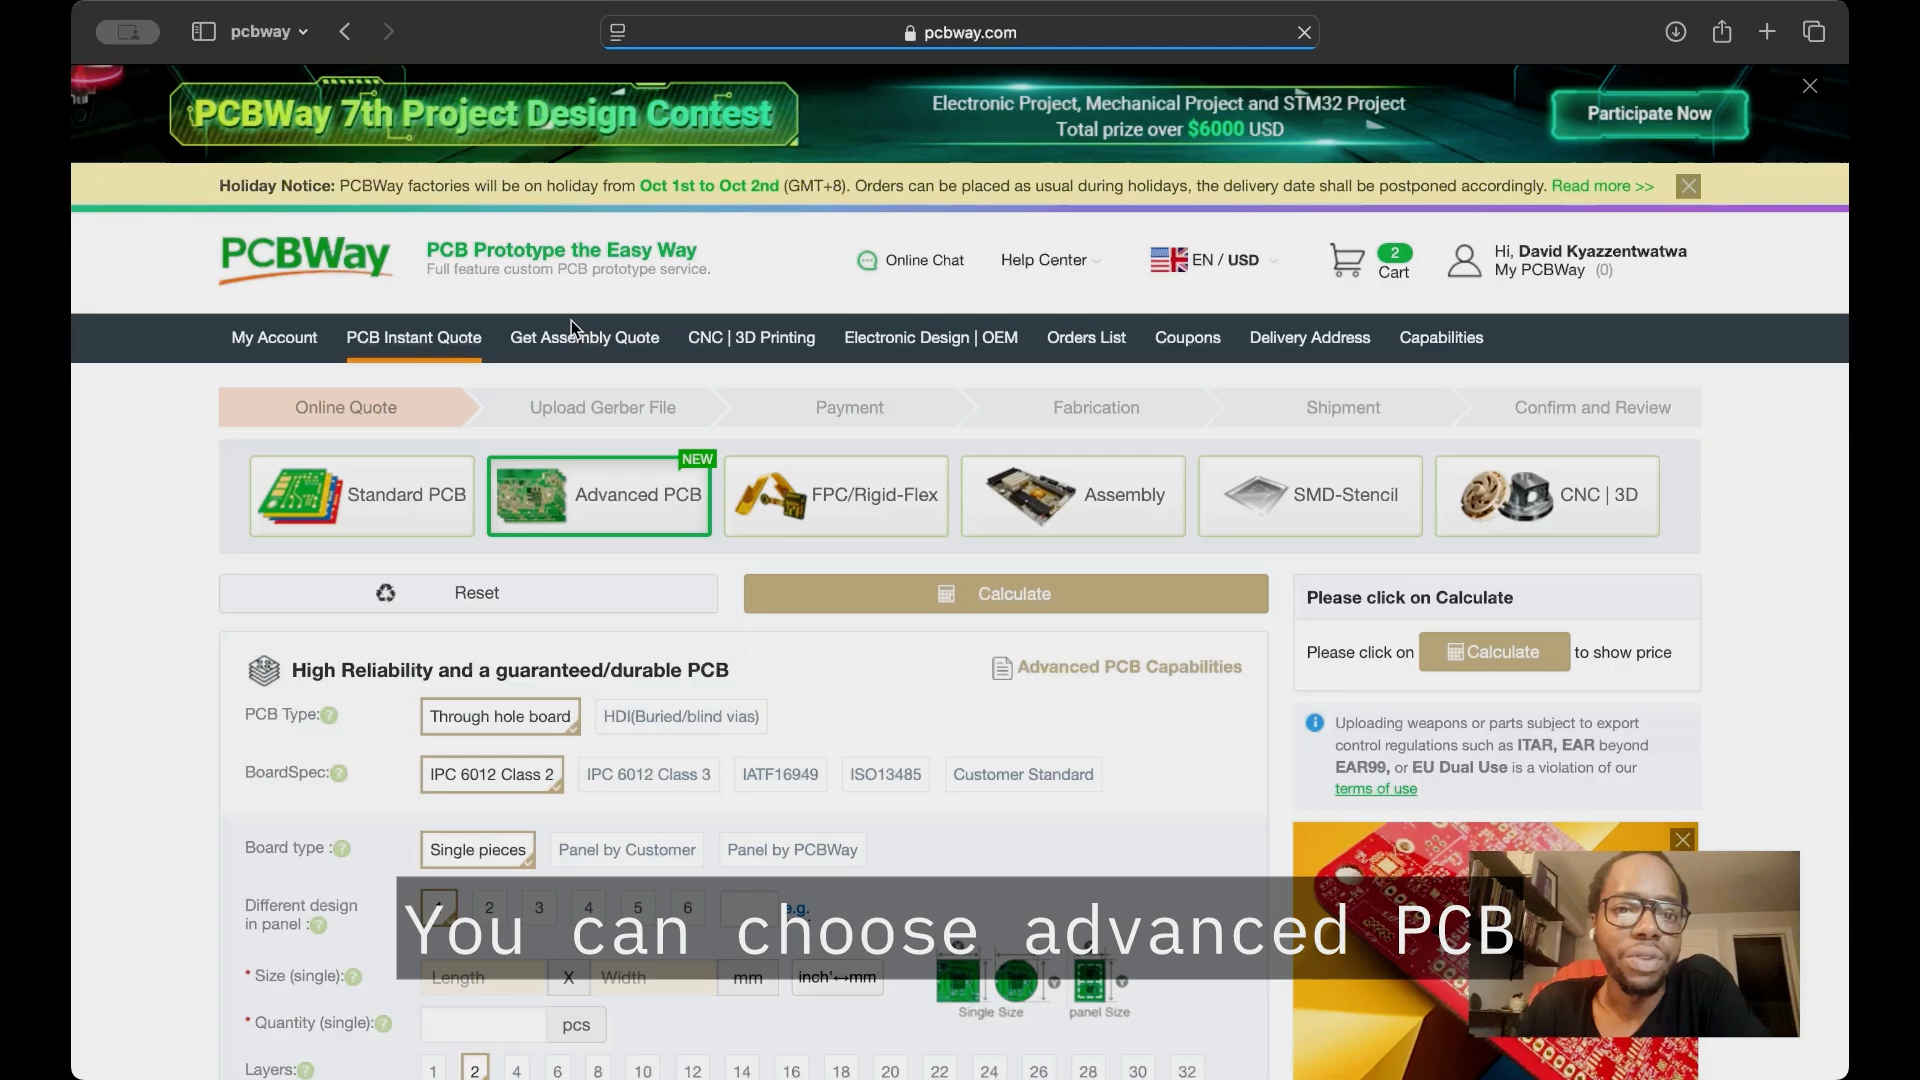 pcbway
pcbway.com
PCBWay 7th Project Design Contest
Electronic Project, Mechanical Project and STM32 Project
Total prize over $6000 USD
Participate Now
Holiday Notice: PCBWay factories will be on holiday from Oct 1st to Oct 2nd (GMT+8). Orders can be placed as usual during holidays, the delivery date shall be postponed accordingly. Read more >>
PCBWay
PCB Prototype the Easy Way
Full feature custom PCB prototype service.
Online Chat
Help Center
EN / USD
2
Cart
Hi, David Kyazzentwatwa
My PCBWay (0)
My Account PCB Instant Quote Get Assembly Quote CNC | 3D Printing Electronic Design | OEM Orders List Coupons Delivery Address Capabilities
Online Quote Upload Gerber File Payment Fabrication Shipment Confirm and Review
NEW
Standard PCB Advanced PCB FPC/Rigid-Flex Assembly SMD-Stencil CNC | 3D
Reset
Calculate
Please click on Calculate
Please click on Calculate to show price
High Reliability and a guaranteed/durable PCB
Advanced PCB Capabilities
PCB Type: Through hole board HDI(Buried/blind vias)
BoardSpec: IPC 6012 Class 2 IPC 6012 Class 3 IATF16949 ISO13485 Customer Standard
Uploading weapons or parts subject to export
control regulations such as ITAR, EAR beyond
EAR99, or EU Dual Use is a violation of our
terms of use
Board type : Single pieces Panel by Customer Panel by PCBWay
Different design
in panel :
1 2 3 4 5 6 e.g.
You can choose advanced PCB
* Size (single): Length X Width mm inch'↔mm
Single Size panel Size
* Quantity (single): pcs
Layers: 1 2 4 6 8 10 12 14 16 18 20 22 24 26 28 30 32